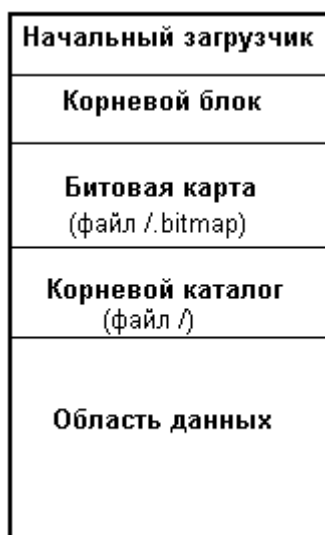 Начальный загрузчик
Корневой блок
Битовая карта
(файл /.bitmap)
Корневой каталог
(файл /)
Область данных